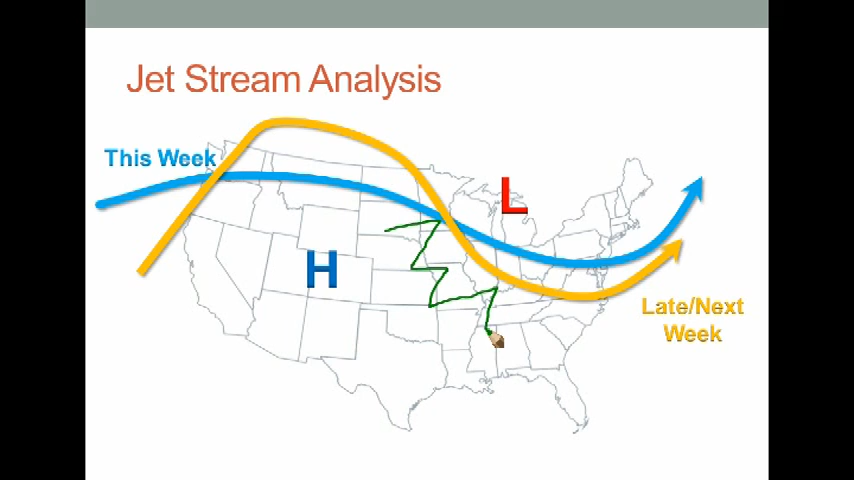 Jet Stream Analysis
This Week
L
H
Late/Next
Week